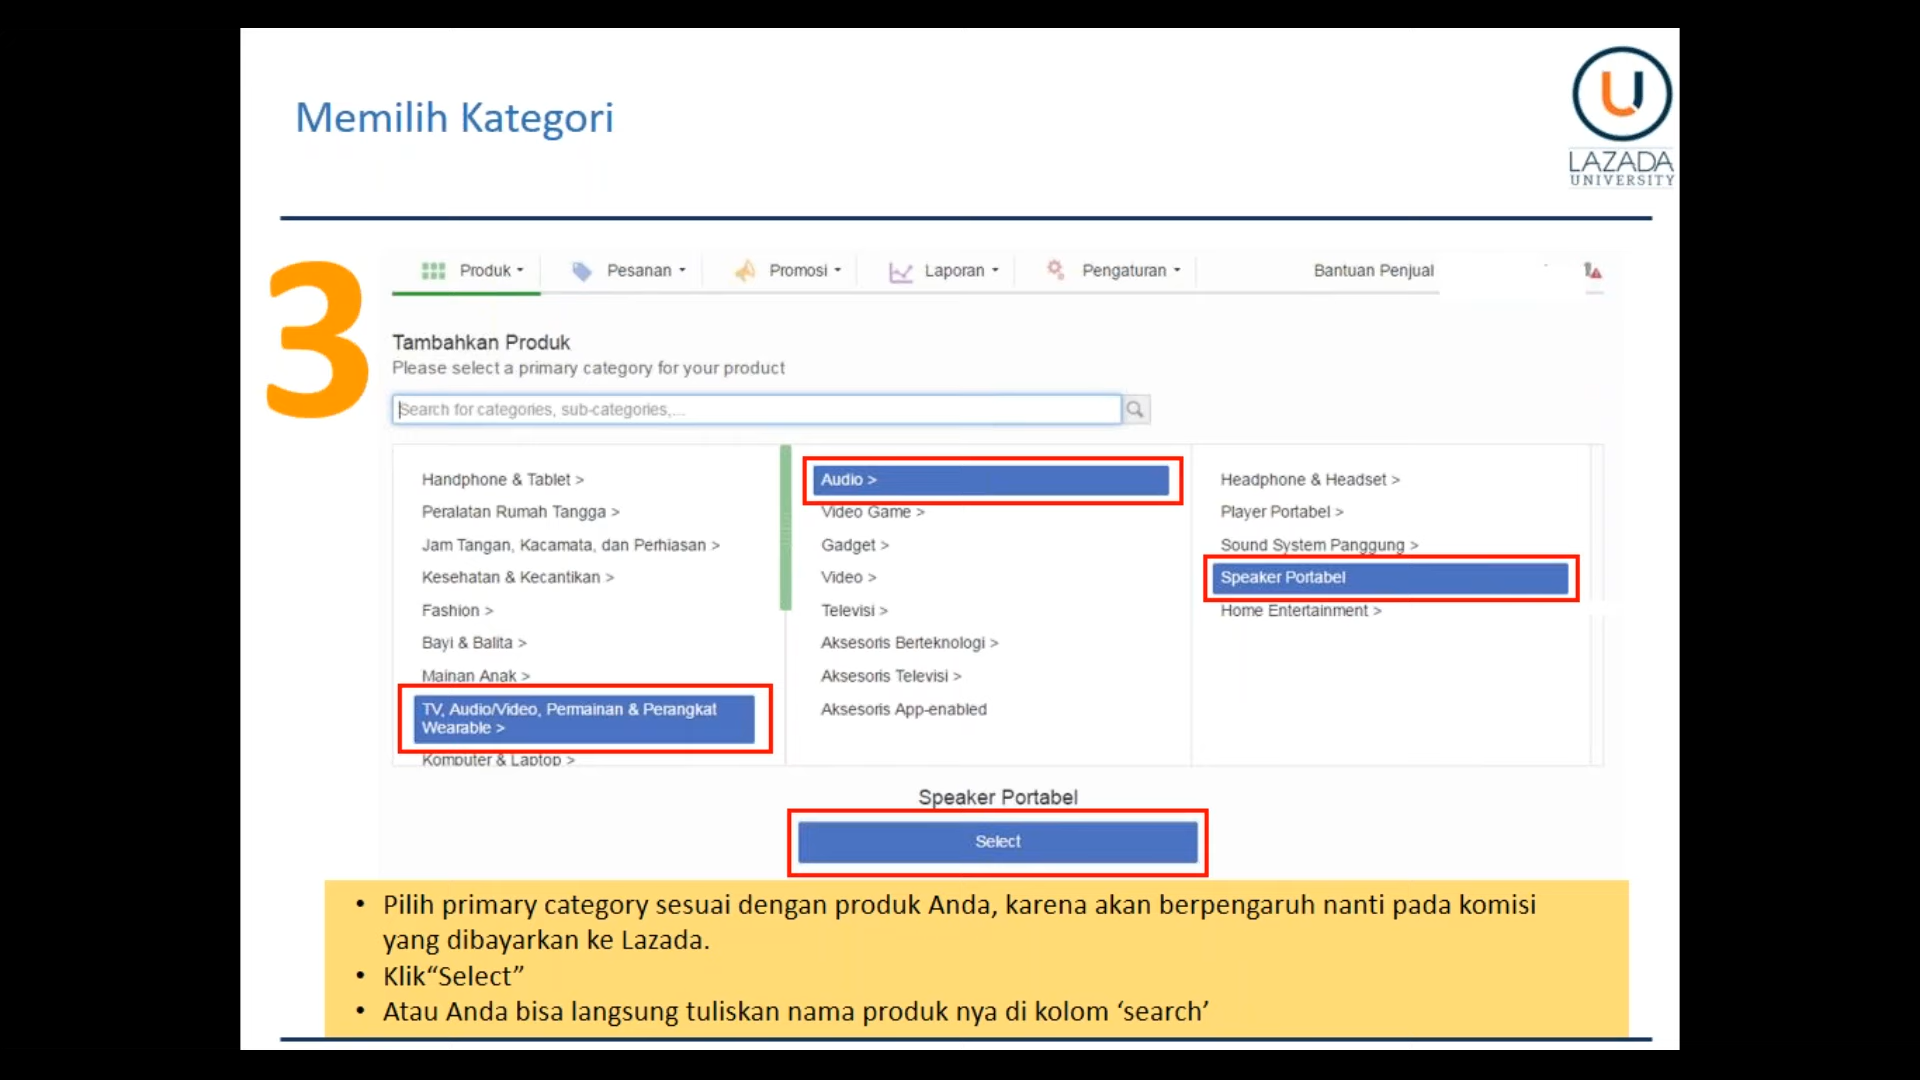 Memilih Kategori
LAZADA
UNIVERSITY
3
Produk
Pesanan
Promosi
Laporan
Pengaturan
Bantuan Penjual
Tambahkan Produk
Please select a primary category for your product
Search for categories, sub-categories,...
Handphone & Tablet >
Peralatan Rumah Tangga >
Jam Tangan, Kacamata, dan Perhiasan >
Kesehatan & Kecantikan >
Fashion >
Bayi & Balita >
Mainan Anak >
TV, Audio/Video, Permainan & Perangkat
Wearable >
Komputer & Laptop >
Audio >
Video Game >
Gadget >
Video >
Televisi >
Aksesoris Berteknologi >
Aksesoris Televisi >
Aksesoris App-enabled
Headphone & Headset >
Player Portabel >
Sound System Panggung >
Speaker Portabel
Home Entertainment >
Speaker Portabel
Select
• Pilih primary category sesuai dengan produk Anda, karena akan berpengaruh nanti pada komisi
yang dibayarkan ke Lazada.
• Klik“Select”
• Atau Anda bisa langsung tuliskan nama produk nya di kolom ‘search’